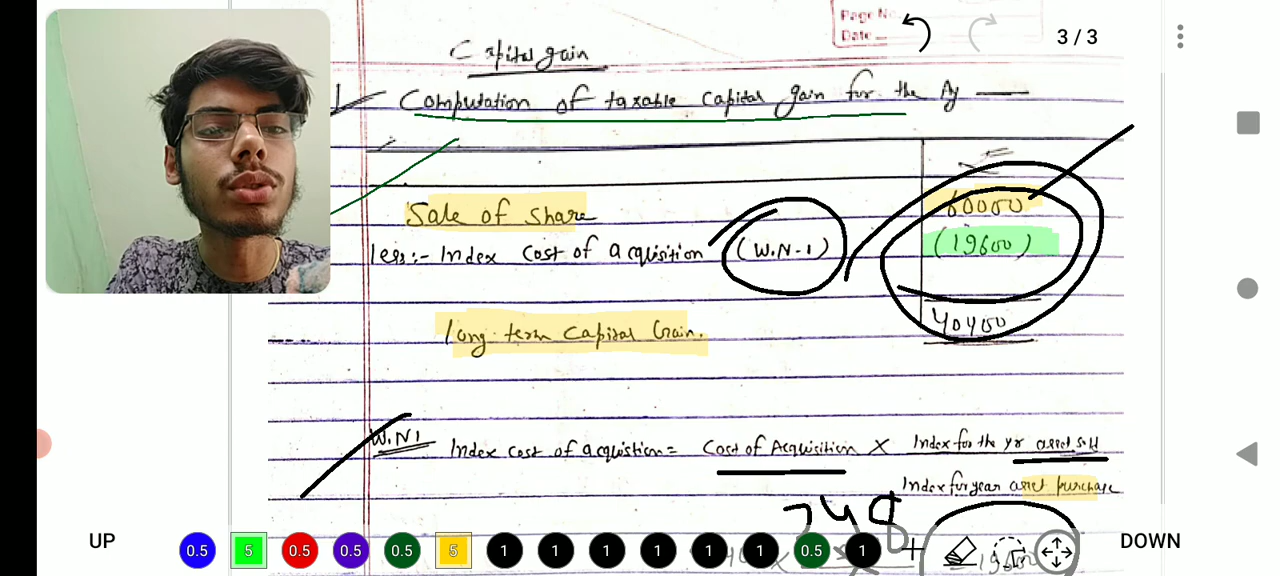 Page No.
Date
3 / 3
Capital gain
Computation of taxable capital gain for the Ay
Sale of share 60000
less:- Index cost of acquisition (W.N-1) (19600)
long term capital Gain. 40400
W.N1 Index cost of acquistion = Cost of Acquisition X Index for the yr asset sold
Index for year asset purchase
UP 0.5 5 0.5 0.5 0.5 5 1 1 1 1 1 1 0.5 1 DOWN